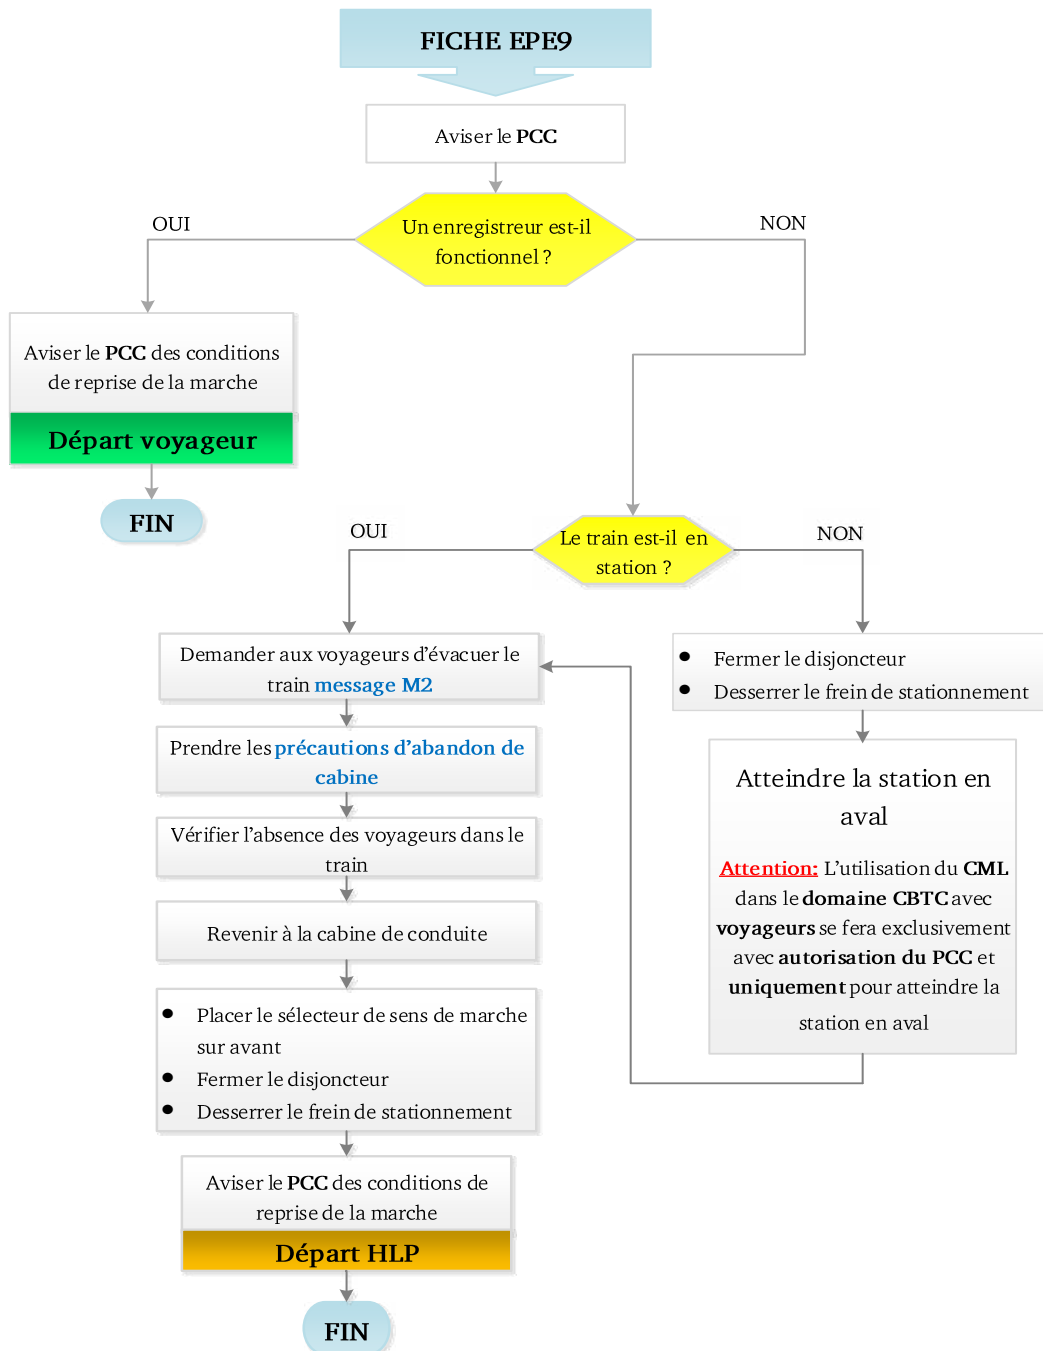 FICHE EPE9
Aviser le PCC
Un enregistreur est-il
fonctionnel ?
OUI
NON
Aviser le PCC des conditions
de reprise de la marche
Départ voyageur
FIN
Le train est-il en
station ?
OUI
NON
Demander aux voyageurs d'évacuer le
train message M2
Prendre les précautions d'abandon de
cabine
Vérifier l'absence des voyageurs dans le
train
Revenir à la cabine de conduite
• Placer le sélecteur de sens de marche
sur avant
• Fermer le disjoncteur
• Desserrer le frein de stationnement
Aviser le PCC des conditions de
reprise de la marche
Départ HLP
FIN
• Fermer le disjoncteur
• Desserrer le frein de stationnement
Atteindre la station en
aval
Attention: L'utilisation du CML
dans le domaine CBTC avec
voyageurs se fera exclusivement
avec autorisation du PCC et
uniquement pour atteindre la
station en aval